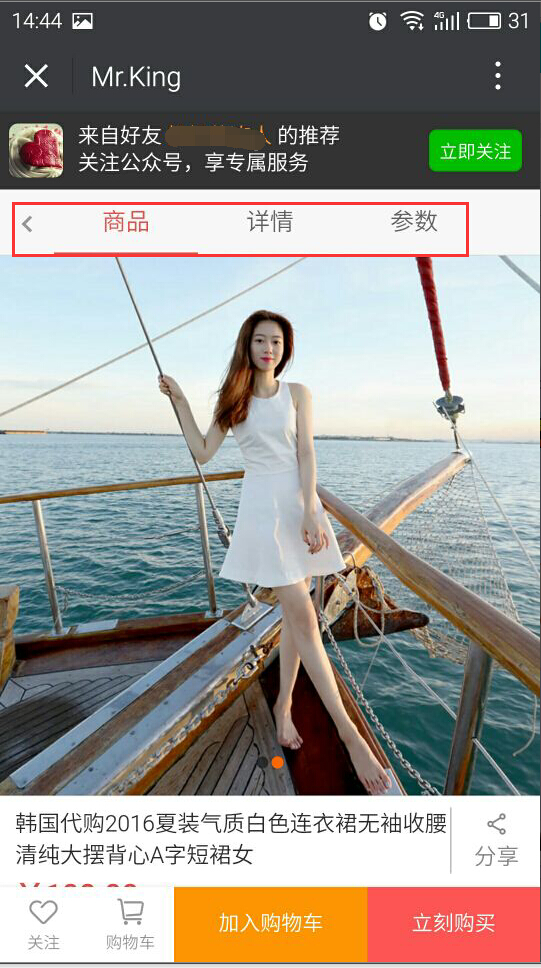 14:44 4G 31
Mr.King
来自好友 的推荐
关注公众号，享专属服务
立即关注
商品 详情 参数
韩国代购2016夏装气质白色连衣裙无袖收腰
清纯大摆背心A字短裙女
分享
关注 购物车 加入购物车 立刻购买